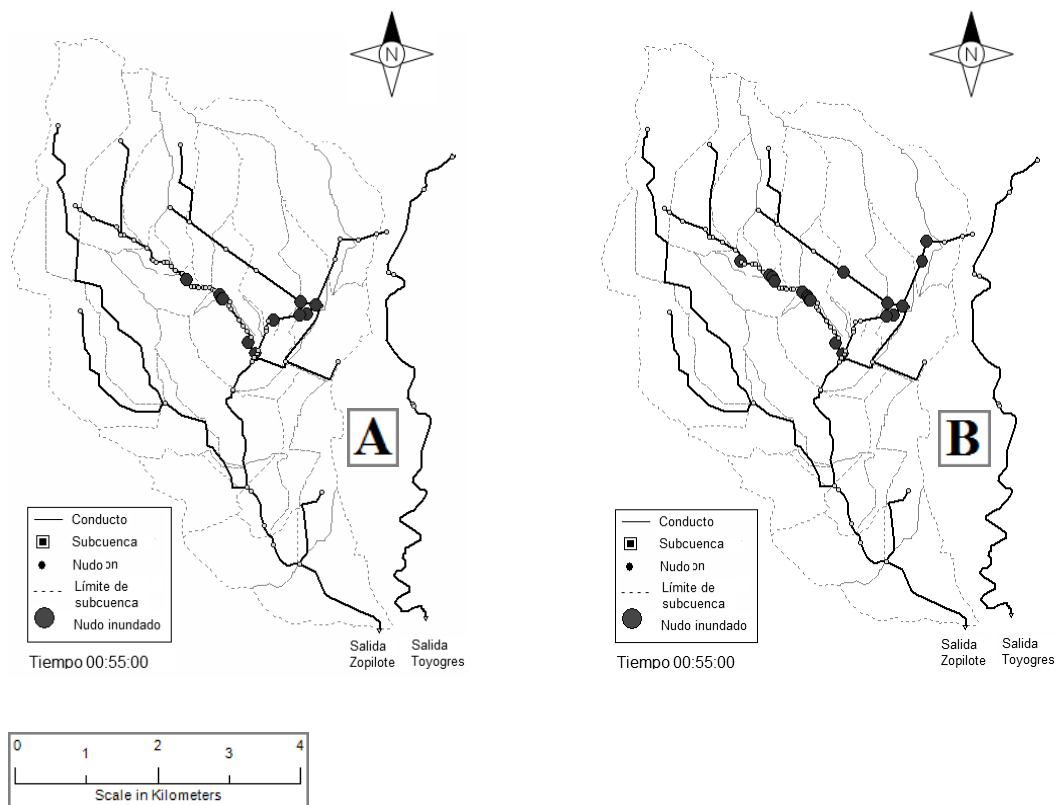 N
N
A
B
Conducto
Subcuenca
Nudo on
Límite de
subcuenca
Nudo inundado
Tiempo 00:55:00
Salida
Zopilote
Salida
Toyogres
Conducto
Subcuenca
Nudo on
Límite de
subcuenca
Nudo inundado
Tiempo 00:55:00
Salida
Zopilote
Salida
Toyogres
0 1 2 3 4
Scale in Kilometers